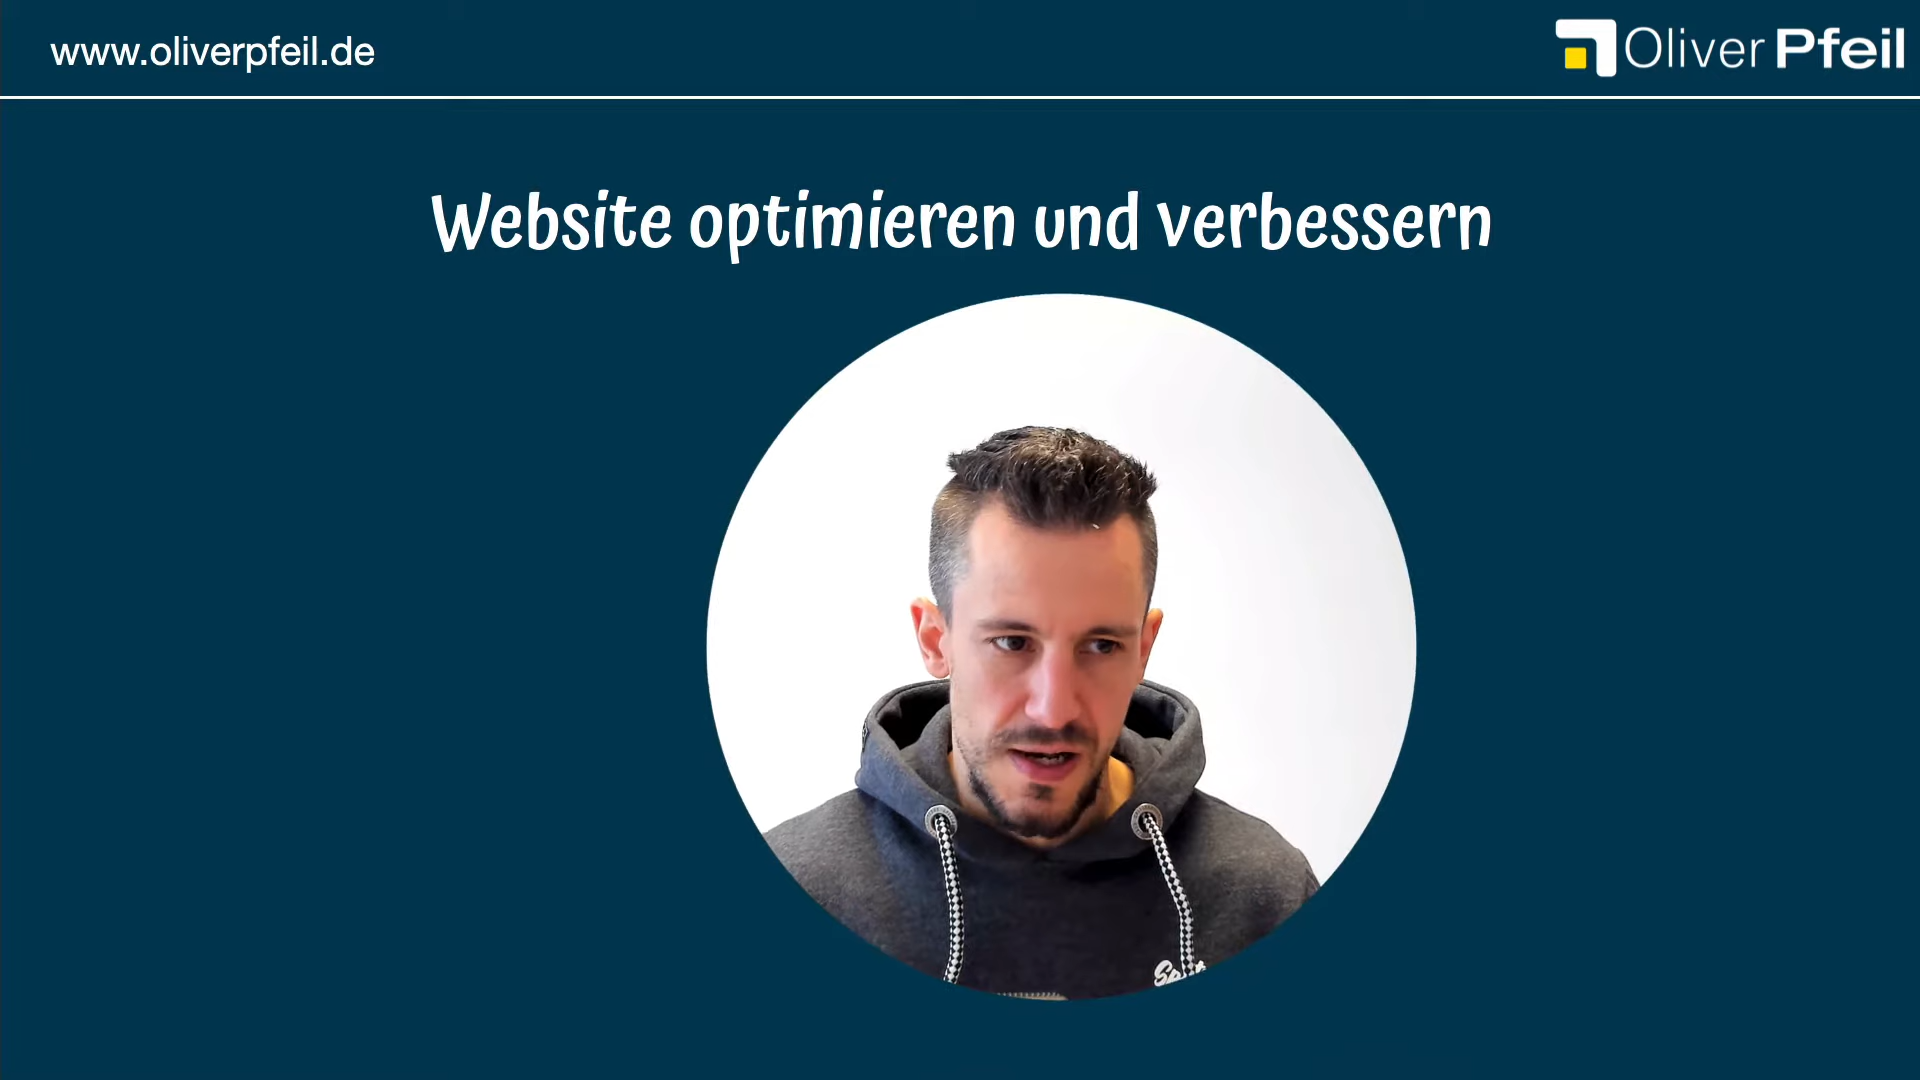 www.oliverpfeil.de
Oliver Pfeil
Website optimieren und verbessern